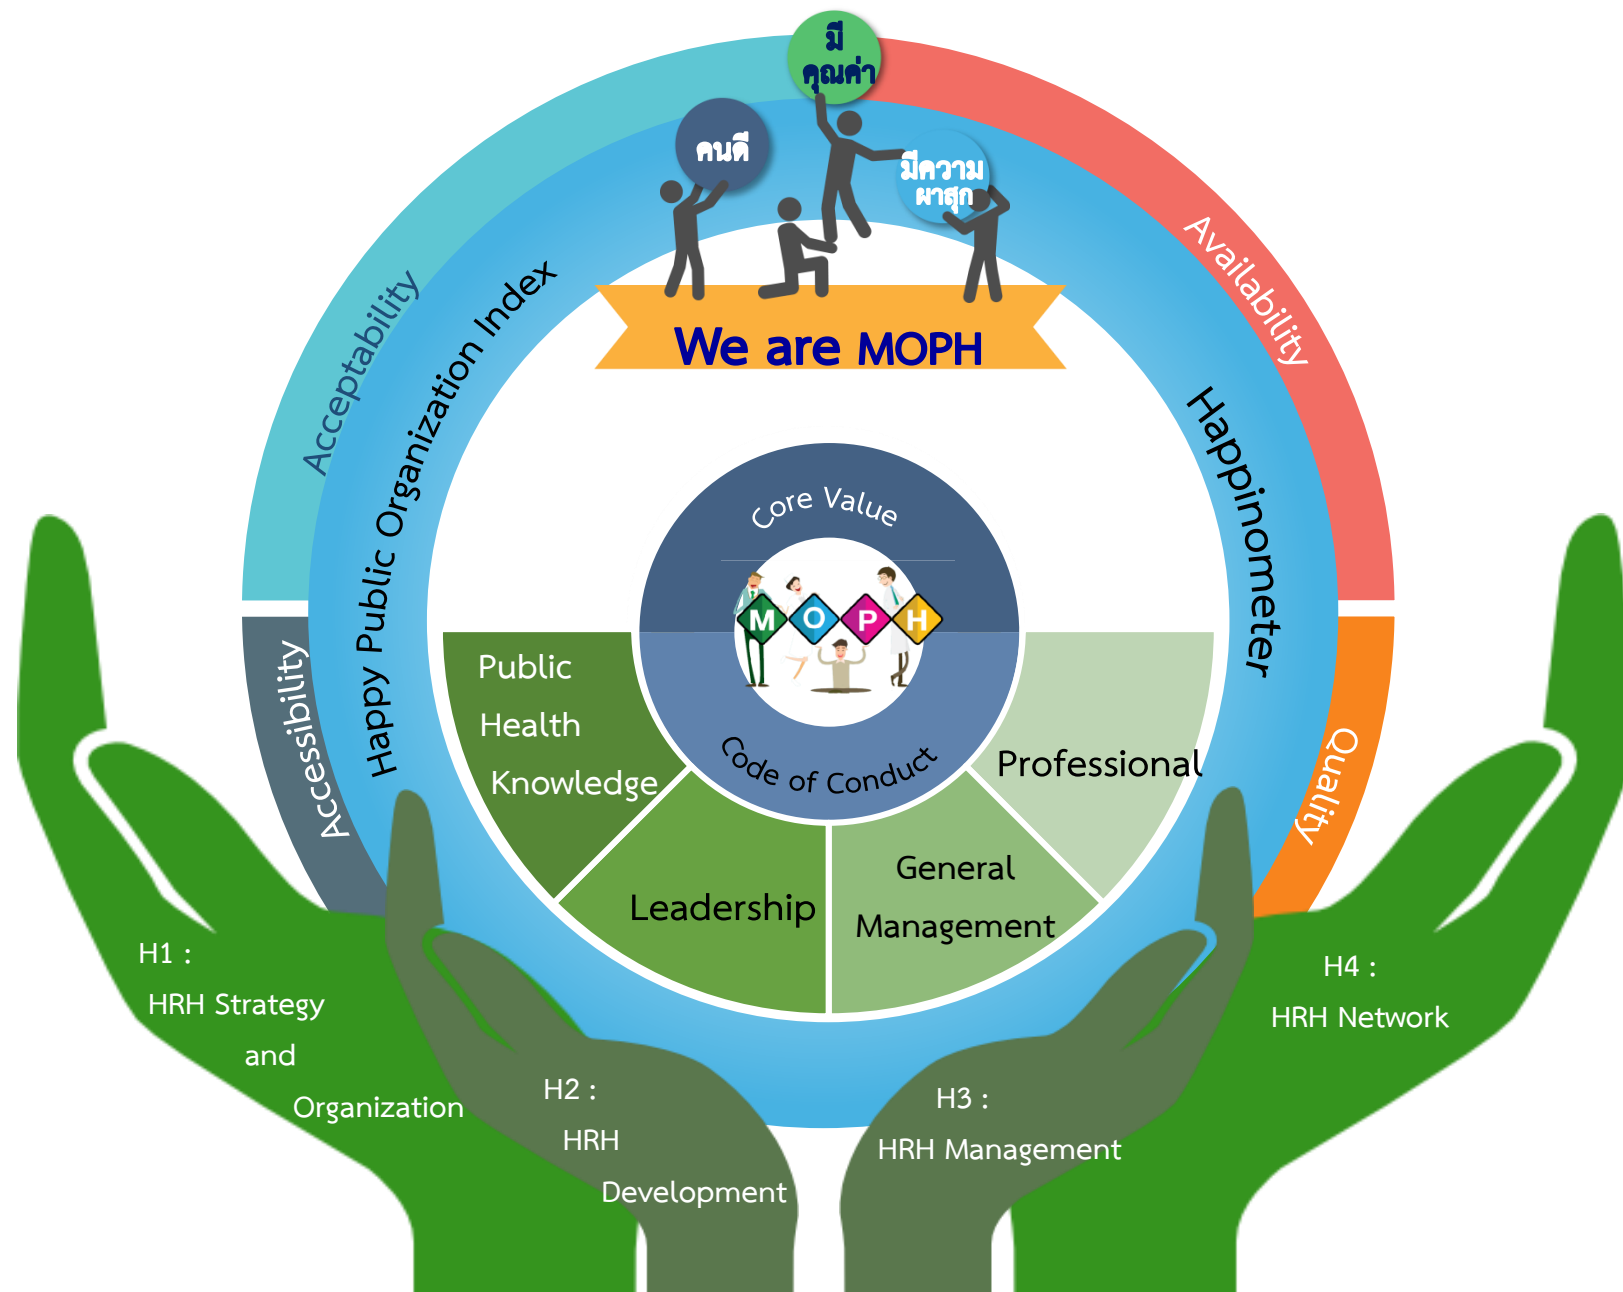 มี
คุณค่า
คนดี
มีความ
ผาสุก
We are MOPH
Acceptability
Availability
Happy Public Organization Index
Happinometer
Accessibility
Quality
Core Value
M O P H
Code of Conduct
Public
Health
Knowledge
Leadership
General
Management
Professional
H1 :
HRH Strategy
and
Organization
H2 :
HRH
Development
H3 :
HRH Management
H4 :
HRH Network